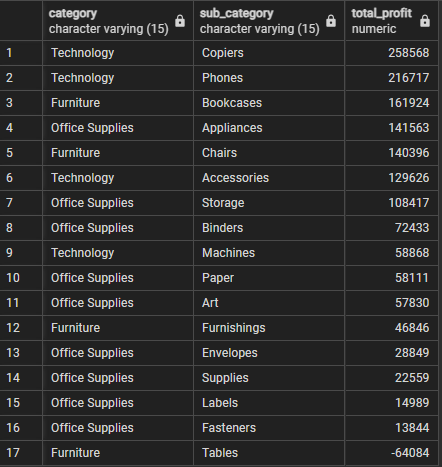 category sub_category total_profit
character varying (15) character varying (15) numeric
1 Technology Copiers 258568
2 Technology Phones 216717
3 Furniture Bookcases 161924
4 Office Supplies Appliances 141563
5 Furniture Chairs 140396
6 Technology Accessories 129626
7 Office Supplies Storage 108417
8 Office Supplies Binders 72433
9 Technology Machines 58868
10 Office Supplies Paper 58111
11 Office Supplies Art 57830
12 Furniture Furnishings 46846
13 Office Supplies Envelopes 28849
14 Office Supplies Supplies 22559
15 Office Supplies Labels 14989
16 Office Supplies Fasteners 13844
17 Furniture Tables -64084